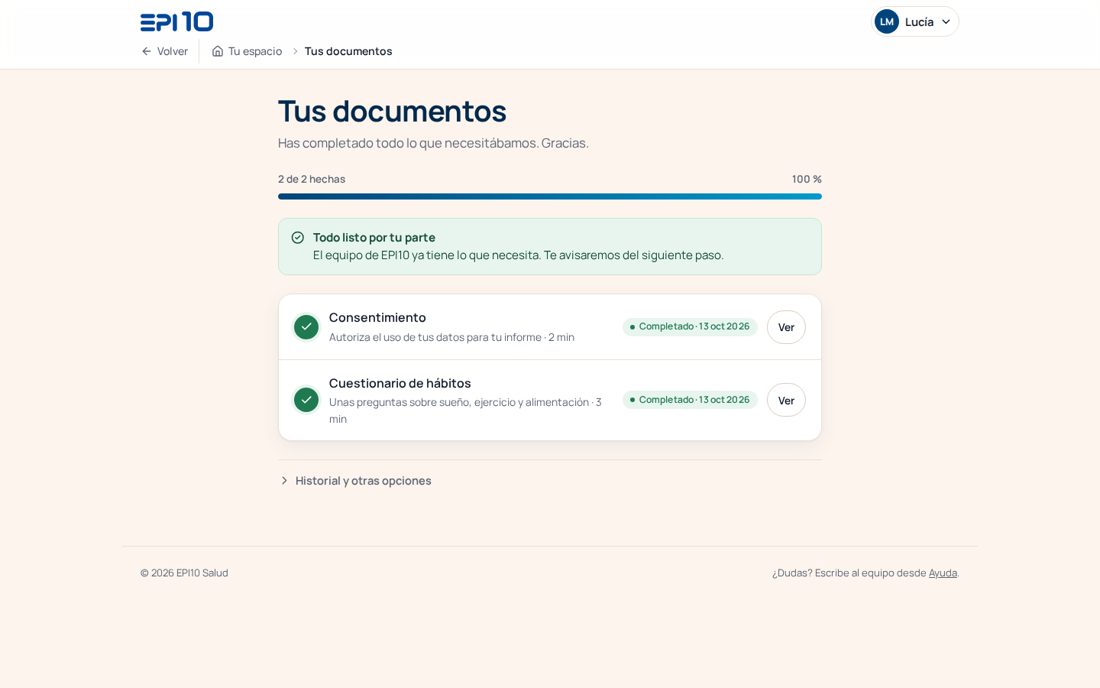 EPI10
LM Lucía
Volver
Tu espacio
Tus documentos
Tus documentos
Has completado todo lo que necesitábamos. Gracias.
2 de 2 hechas
100 %
Todo listo por tu parte
El equipo de EPI10 ya tiene lo que necesita. Te avisaremos del siguiente paso.
Consentimiento
Autoriza el uso de tus datos para tu informe · 2 min
Completado · 13 oct 2026
Ver
Cuestionario de hábitos
Unas preguntas sobre sueño, ejercicio y alimentación · 3
min
Completado · 13 oct 2026
Ver
Historial y otras opciones
© 2026 EPI10 Salud
¿Dudas? Escribe al equipo desde Ayuda.